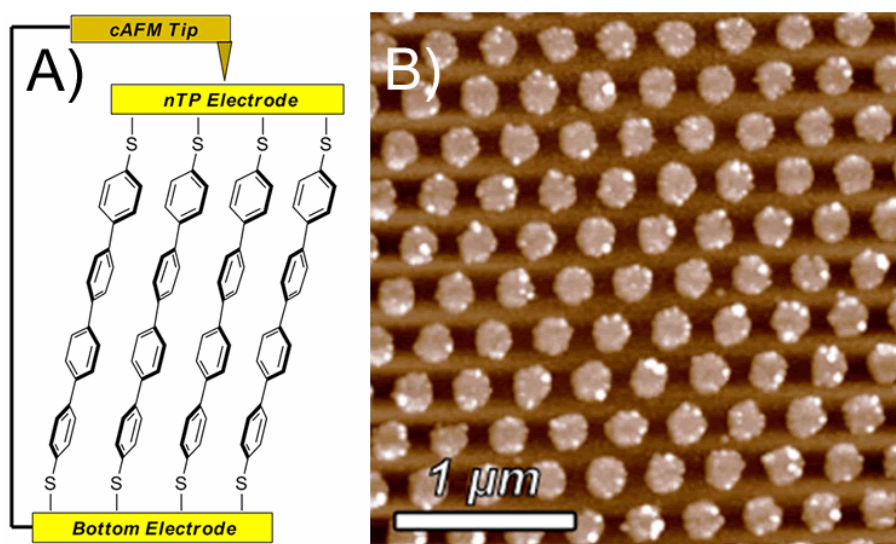 cAFM Tip
A)
B)
nTP Electrode
S S S S
S S S S
1 µm
Bottom Electrode